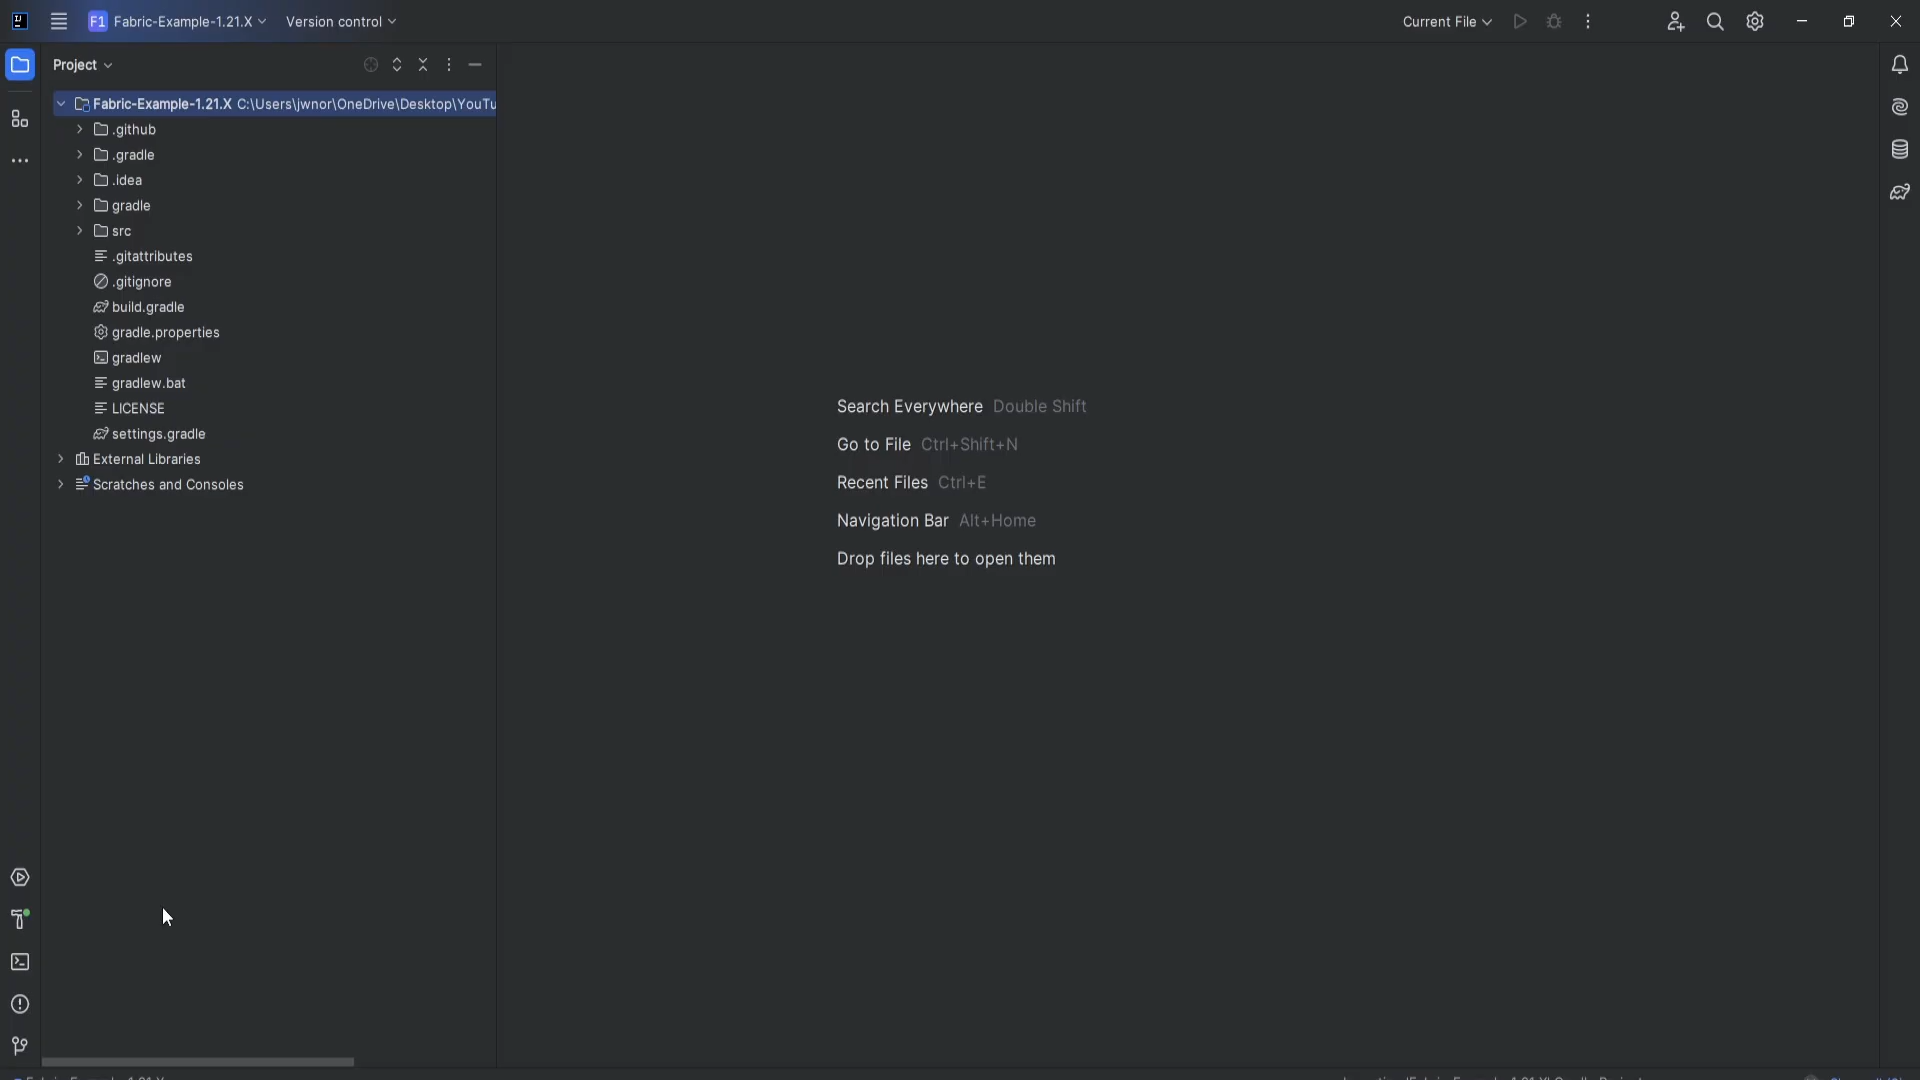 F1 Fabric-Example-1.21.X Version control Current File
Project
Fabric-Example-1.21.X C:\Users\jwnor\OneDrive\Desktop\YouTu
.github
.gradle
.idea
gradle
src
.gitattributes
.gitignore
build.gradle
gradle.properties
gradlew
gradlew.bat
LICENSE
settings.gradle
External Libraries
Scratches and Consoles
Search Everywhere Double Shift
Go to File Ctrl+Shift+N
Recent Files Ctrl+E
Navigation Bar Alt+Home
Drop files here to open them